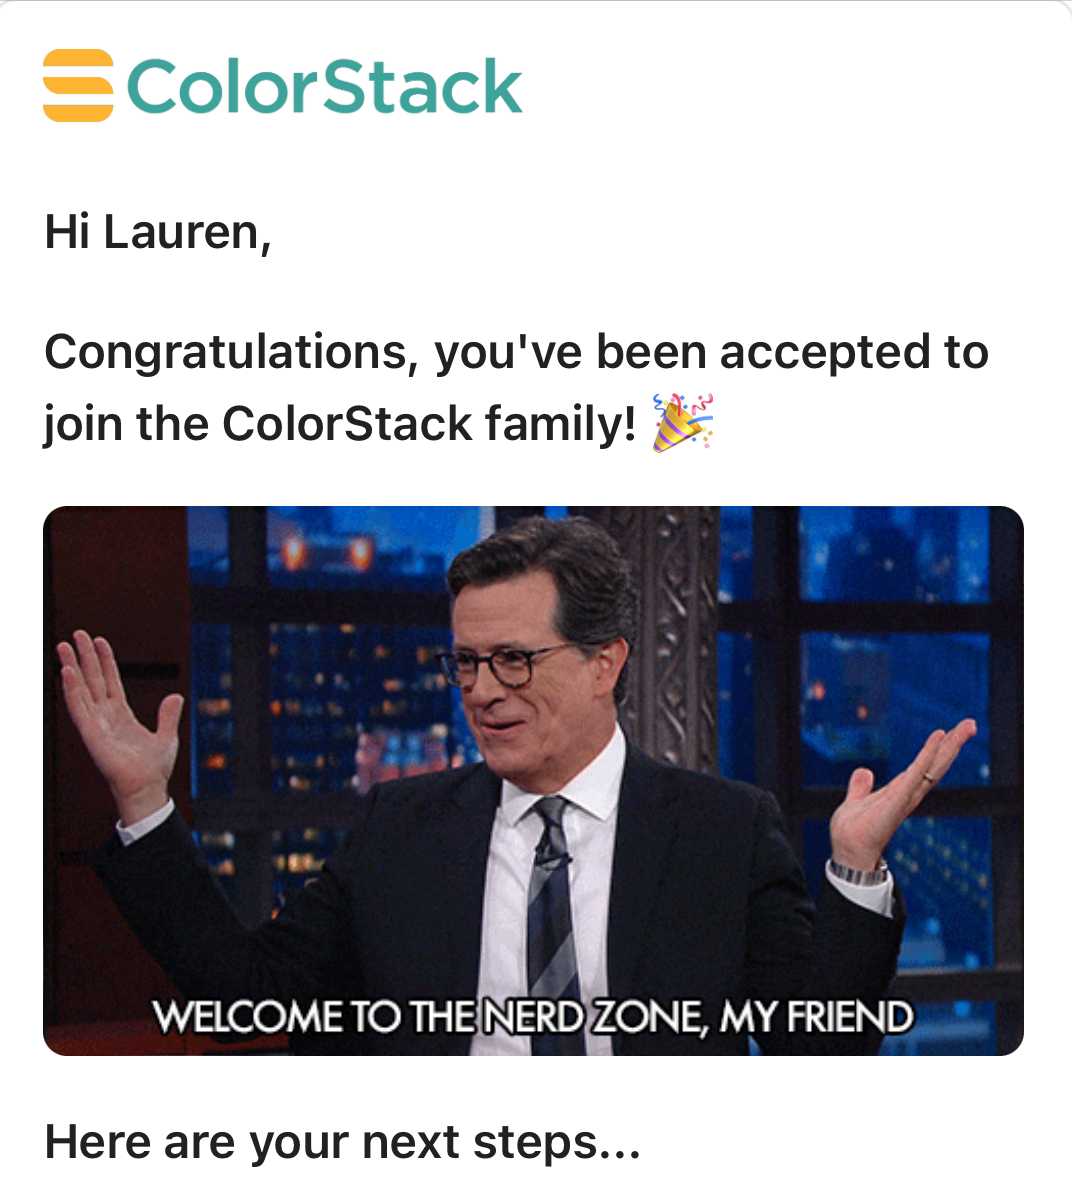 ColorStack
Hi Lauren,
Congratulations, you've been accepted to
join the ColorStack family! 🎉
WELCOME TO THE NERD ZONE, MY FRIEND
Here are your next steps...